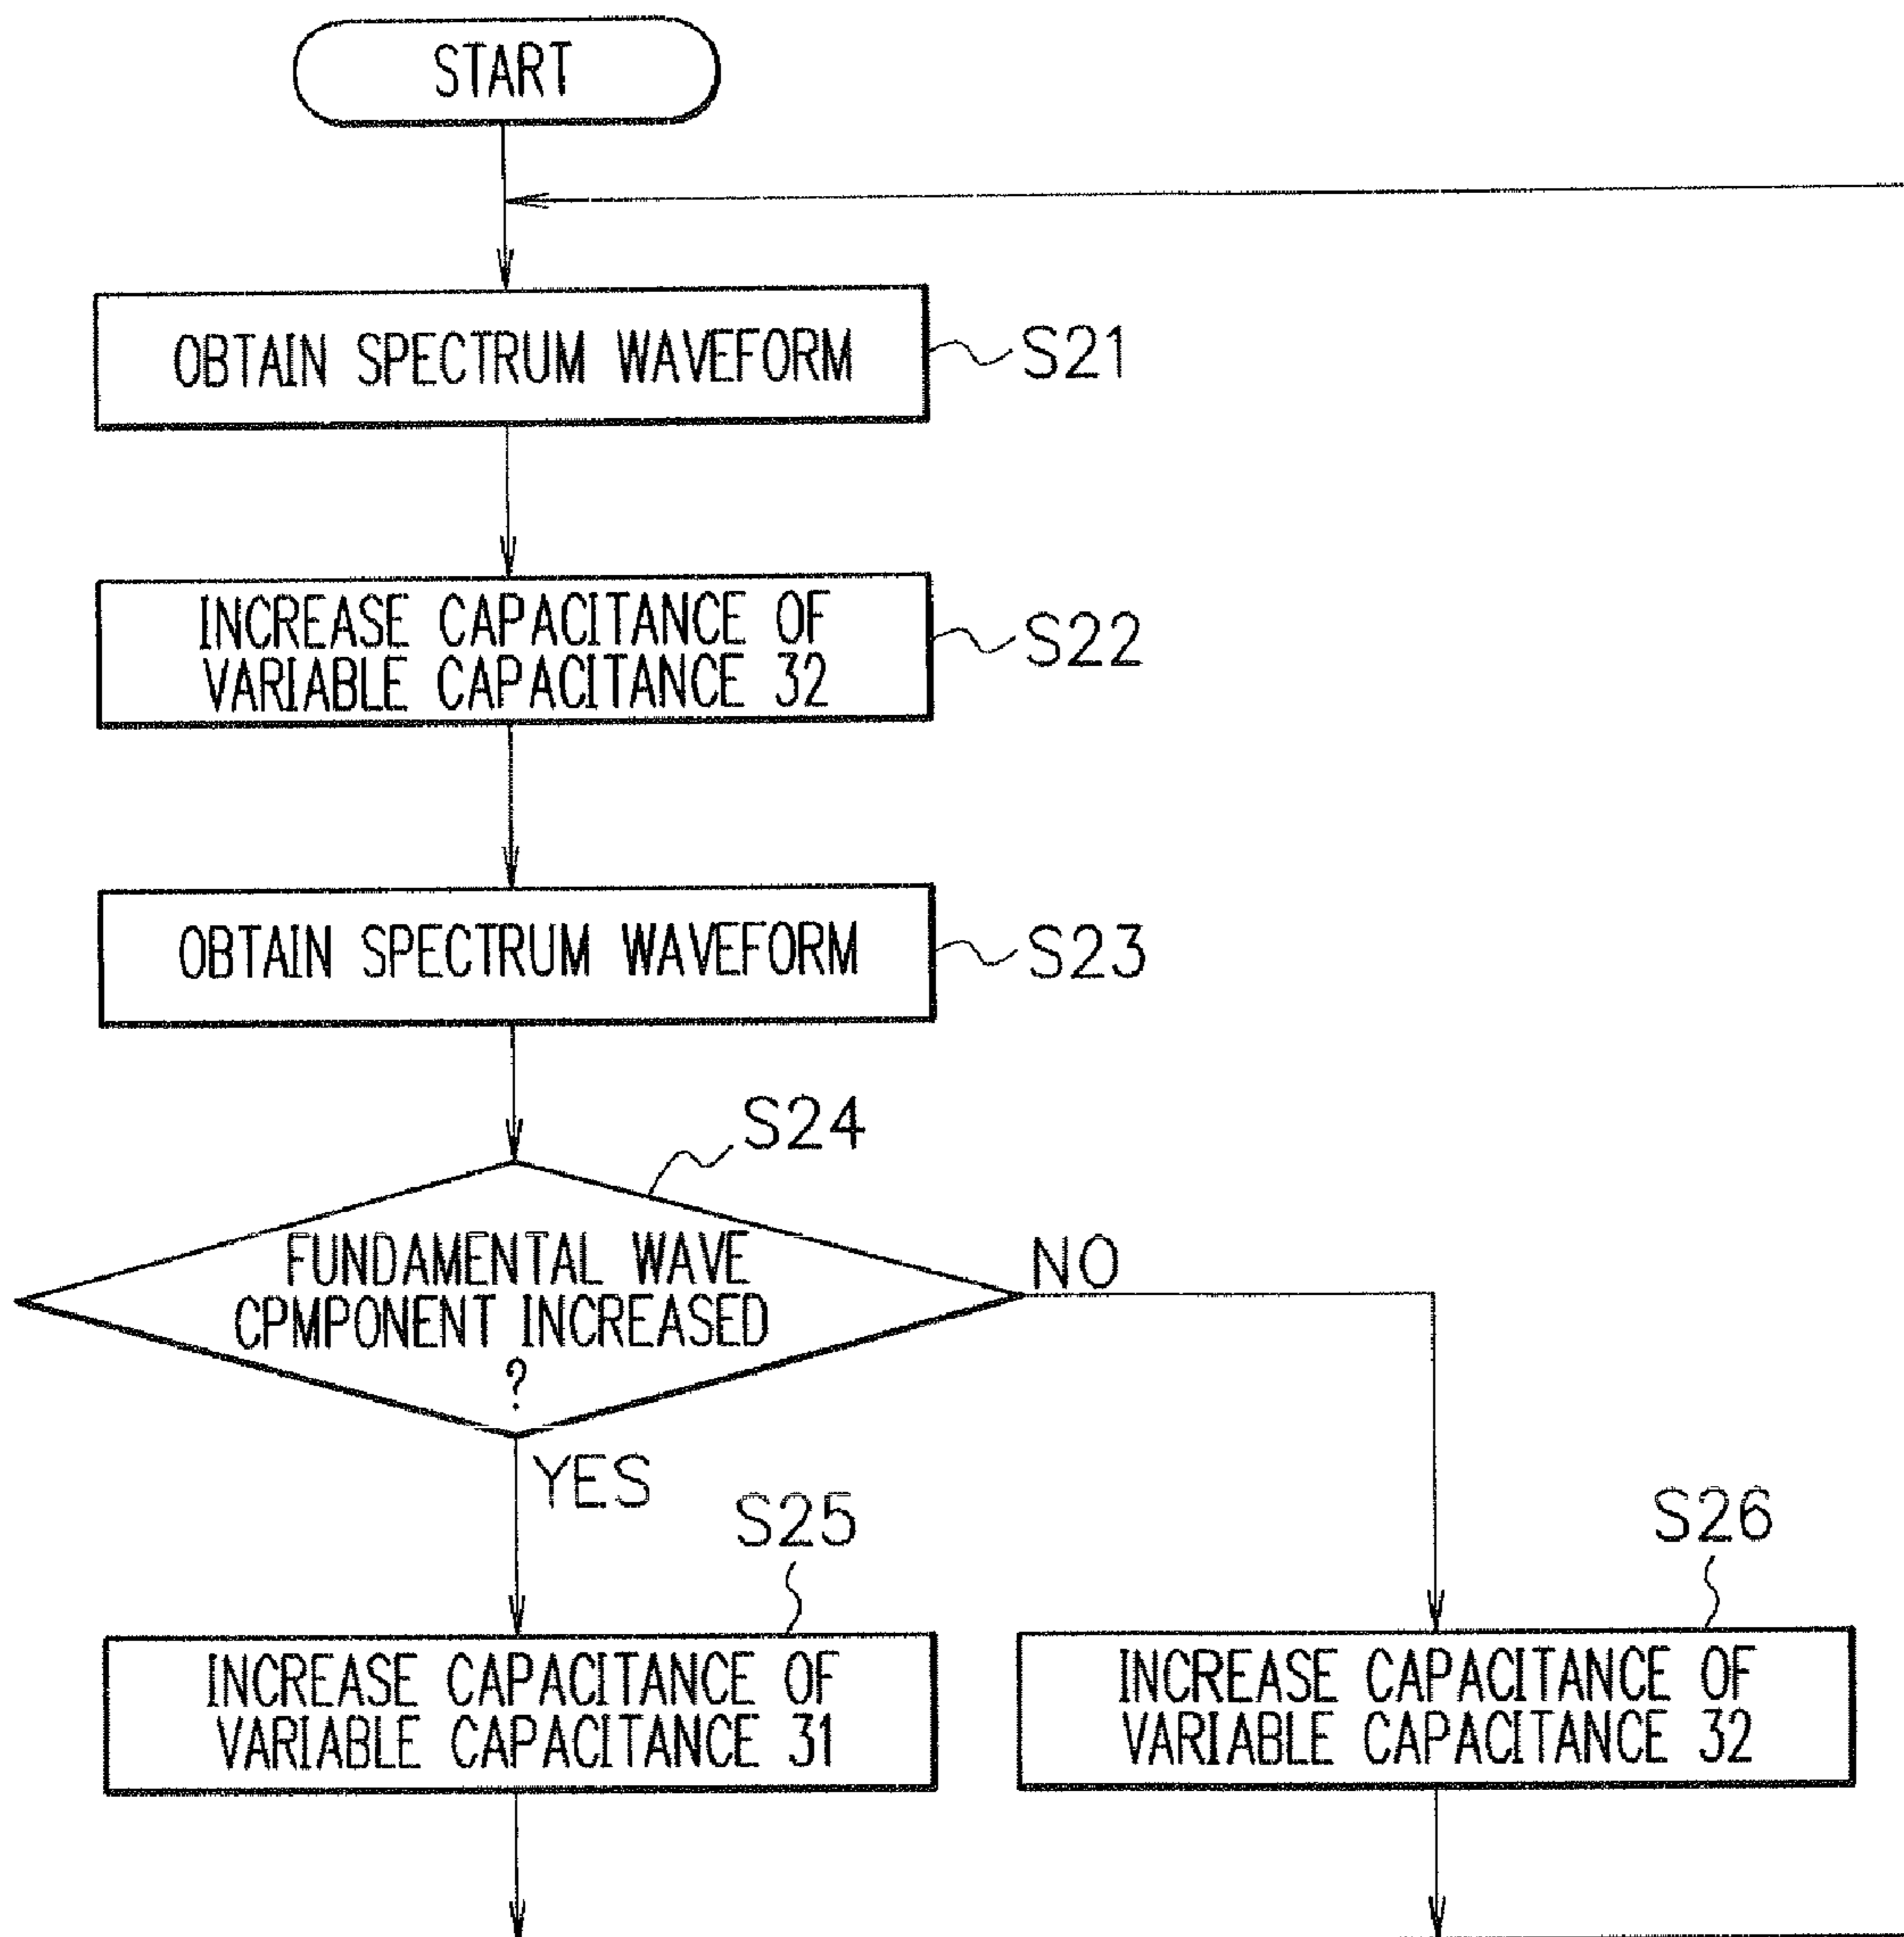 START
OBTAIN SPECTRUM WAVEFORM
S21
INCREASE CAPACITANCE OF
VARIABLE CAPACITANCE 32
S22
OBTAIN SPECTRUM WAVEFORM
S23
S24
FUNDAMENTAL WAVE
CPMPONENT INCREASED
?
NO
YES
S25
S26
INCREASE CAPACITANCE OF
VARIABLE CAPACITANCE 31
INCREASE CAPACITANCE OF
VARIABLE CAPACITANCE 32